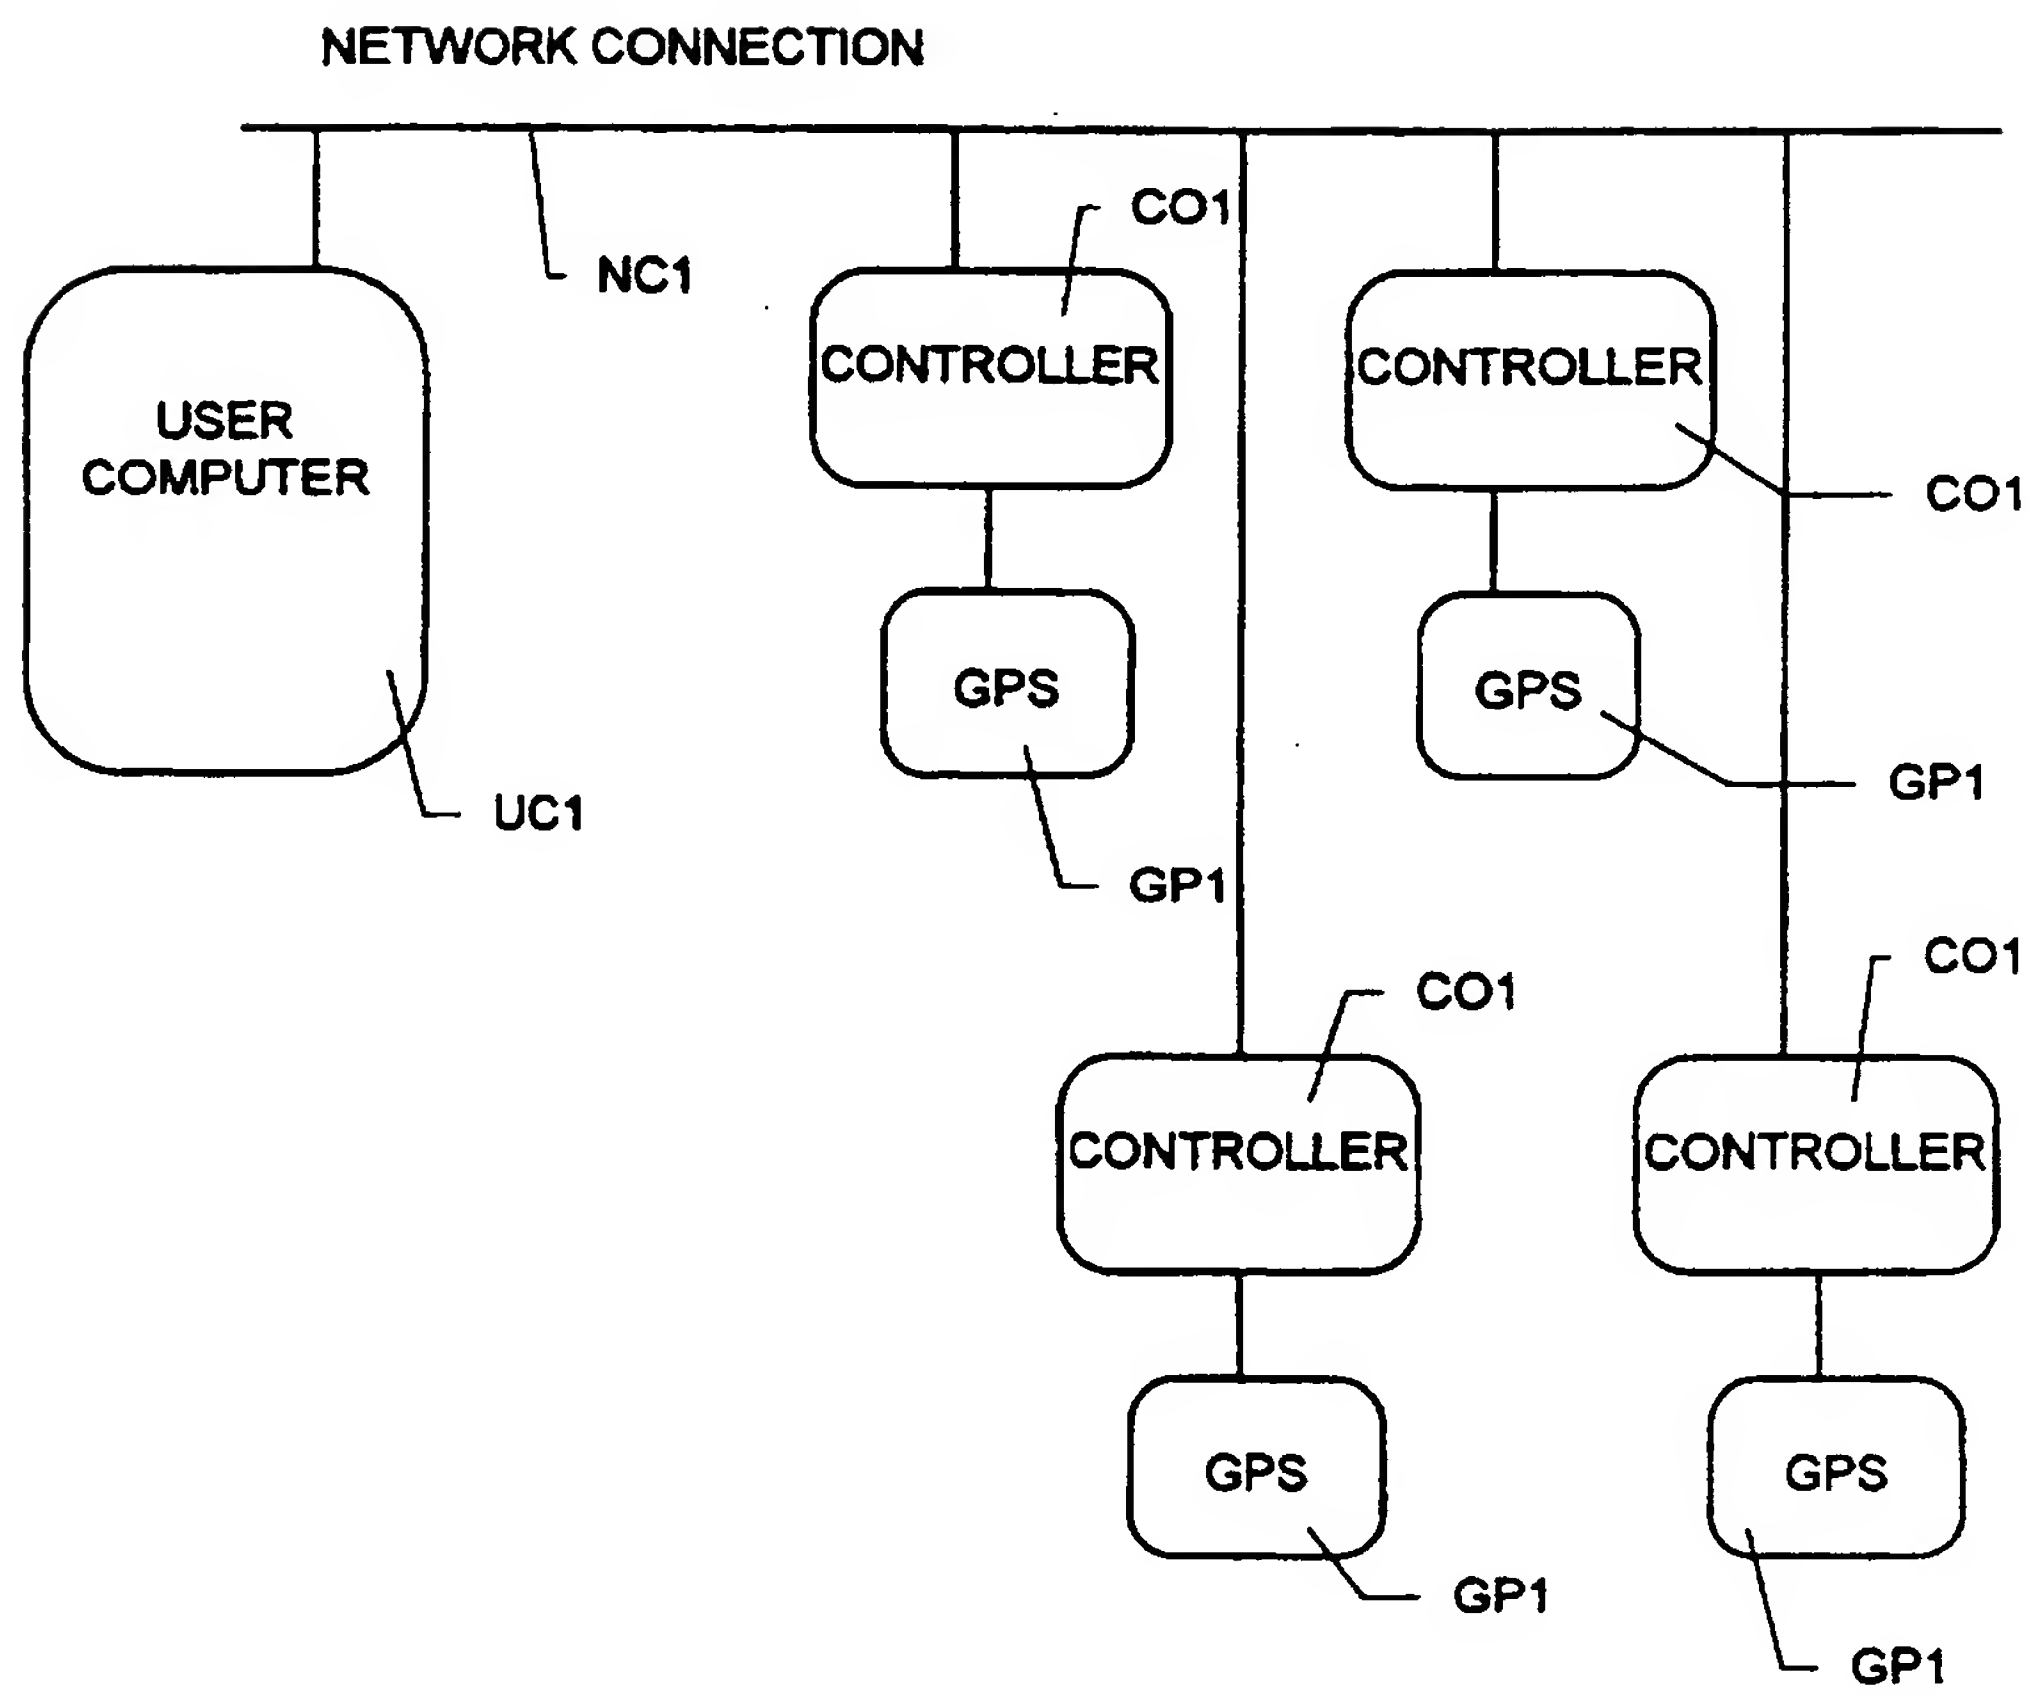 NETWORK CONNECTION
CO1
NC1
CONTROLLER
CONTROLLER
USER
COMPUTER
CO1
GPS
GPS
GP1
UC1
GP1
CO1
CO1
CONTROLLER
CONTROLLER
GPS
GPS
GP1
GP1